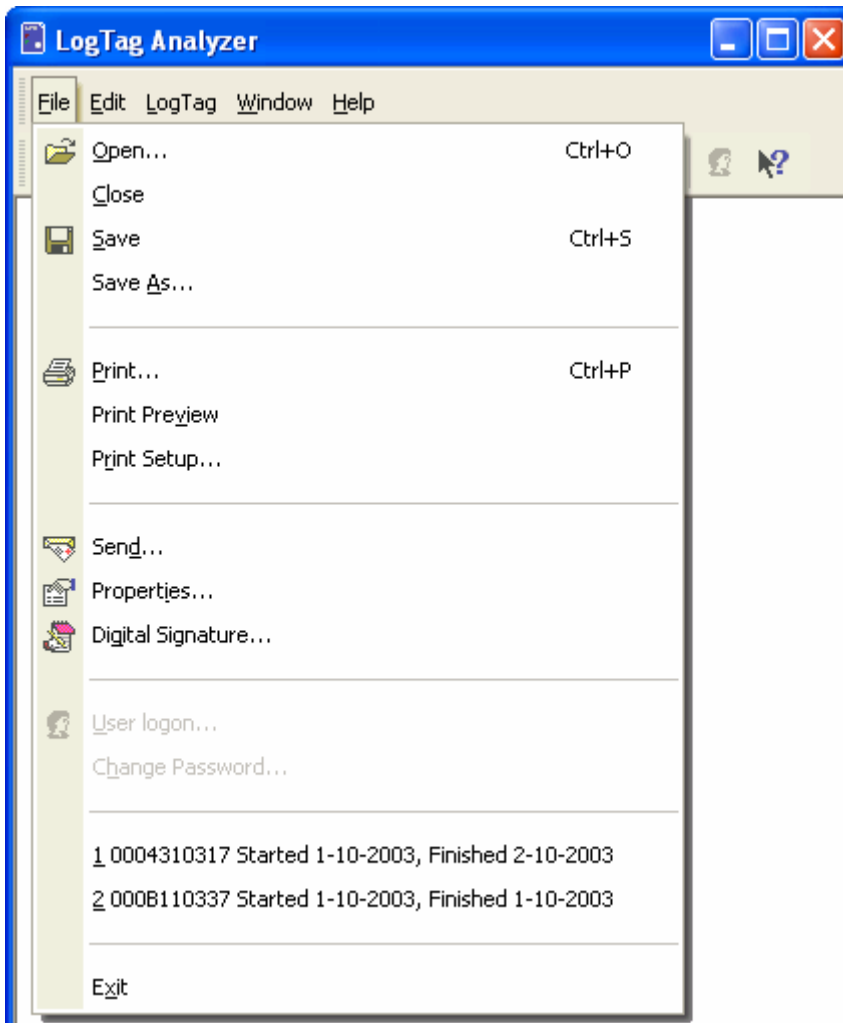 LogTag Analyzer
File Edit LogTag Window Help
Open... Ctrl+O
Close
Save Ctrl+S
Save As...
Print... Ctrl+P
Print Preview
Print Setup...
Send...
Properties...
Digital Signature...
User logon...
Change Password...
1 0004310317 Started 1-10-2003, Finished 2-10-2003
2 000B110337 Started 1-10-2003, Finished 1-10-2003
Exit